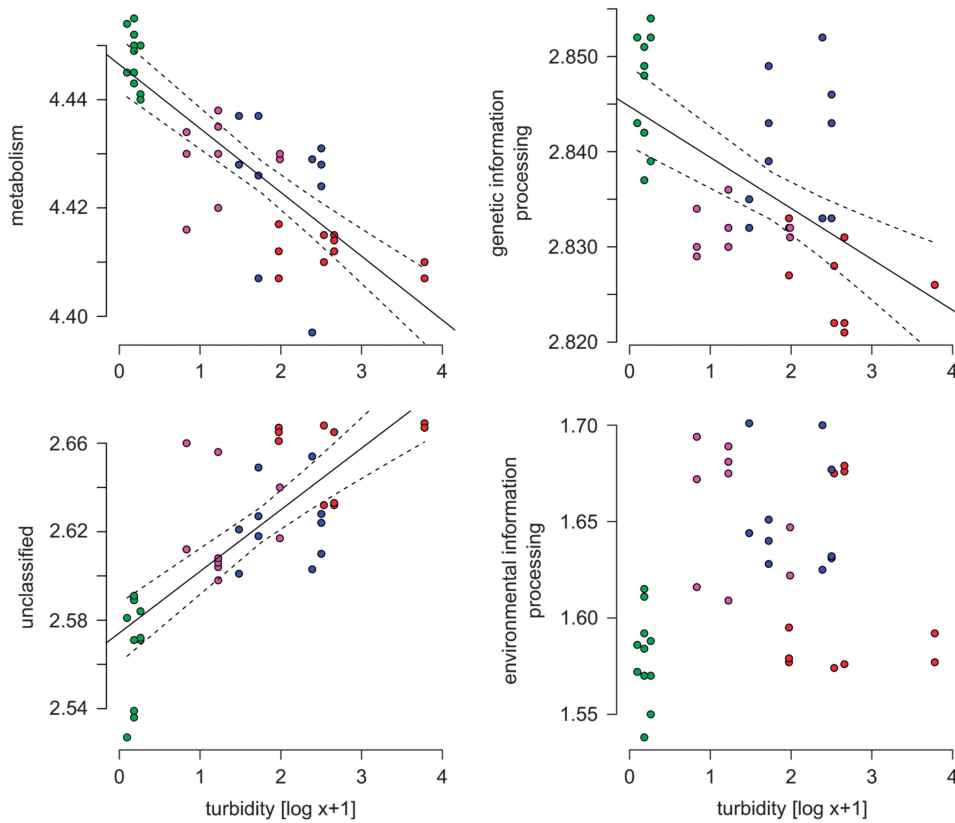 metabolism
4.44
4.42
4.40
0 1 2 3 4
genetic information
processing
2.850
2.840
2.830
2.820
0 1 2 3 4
unclassified
2.66
2.62
2.58
2.54
0 1 2 3 4
turbidity [log x+1]
environmental information
processing
1.70
1.65
1.60
1.55
0 1 2 3 4
turbidity [log x+1]